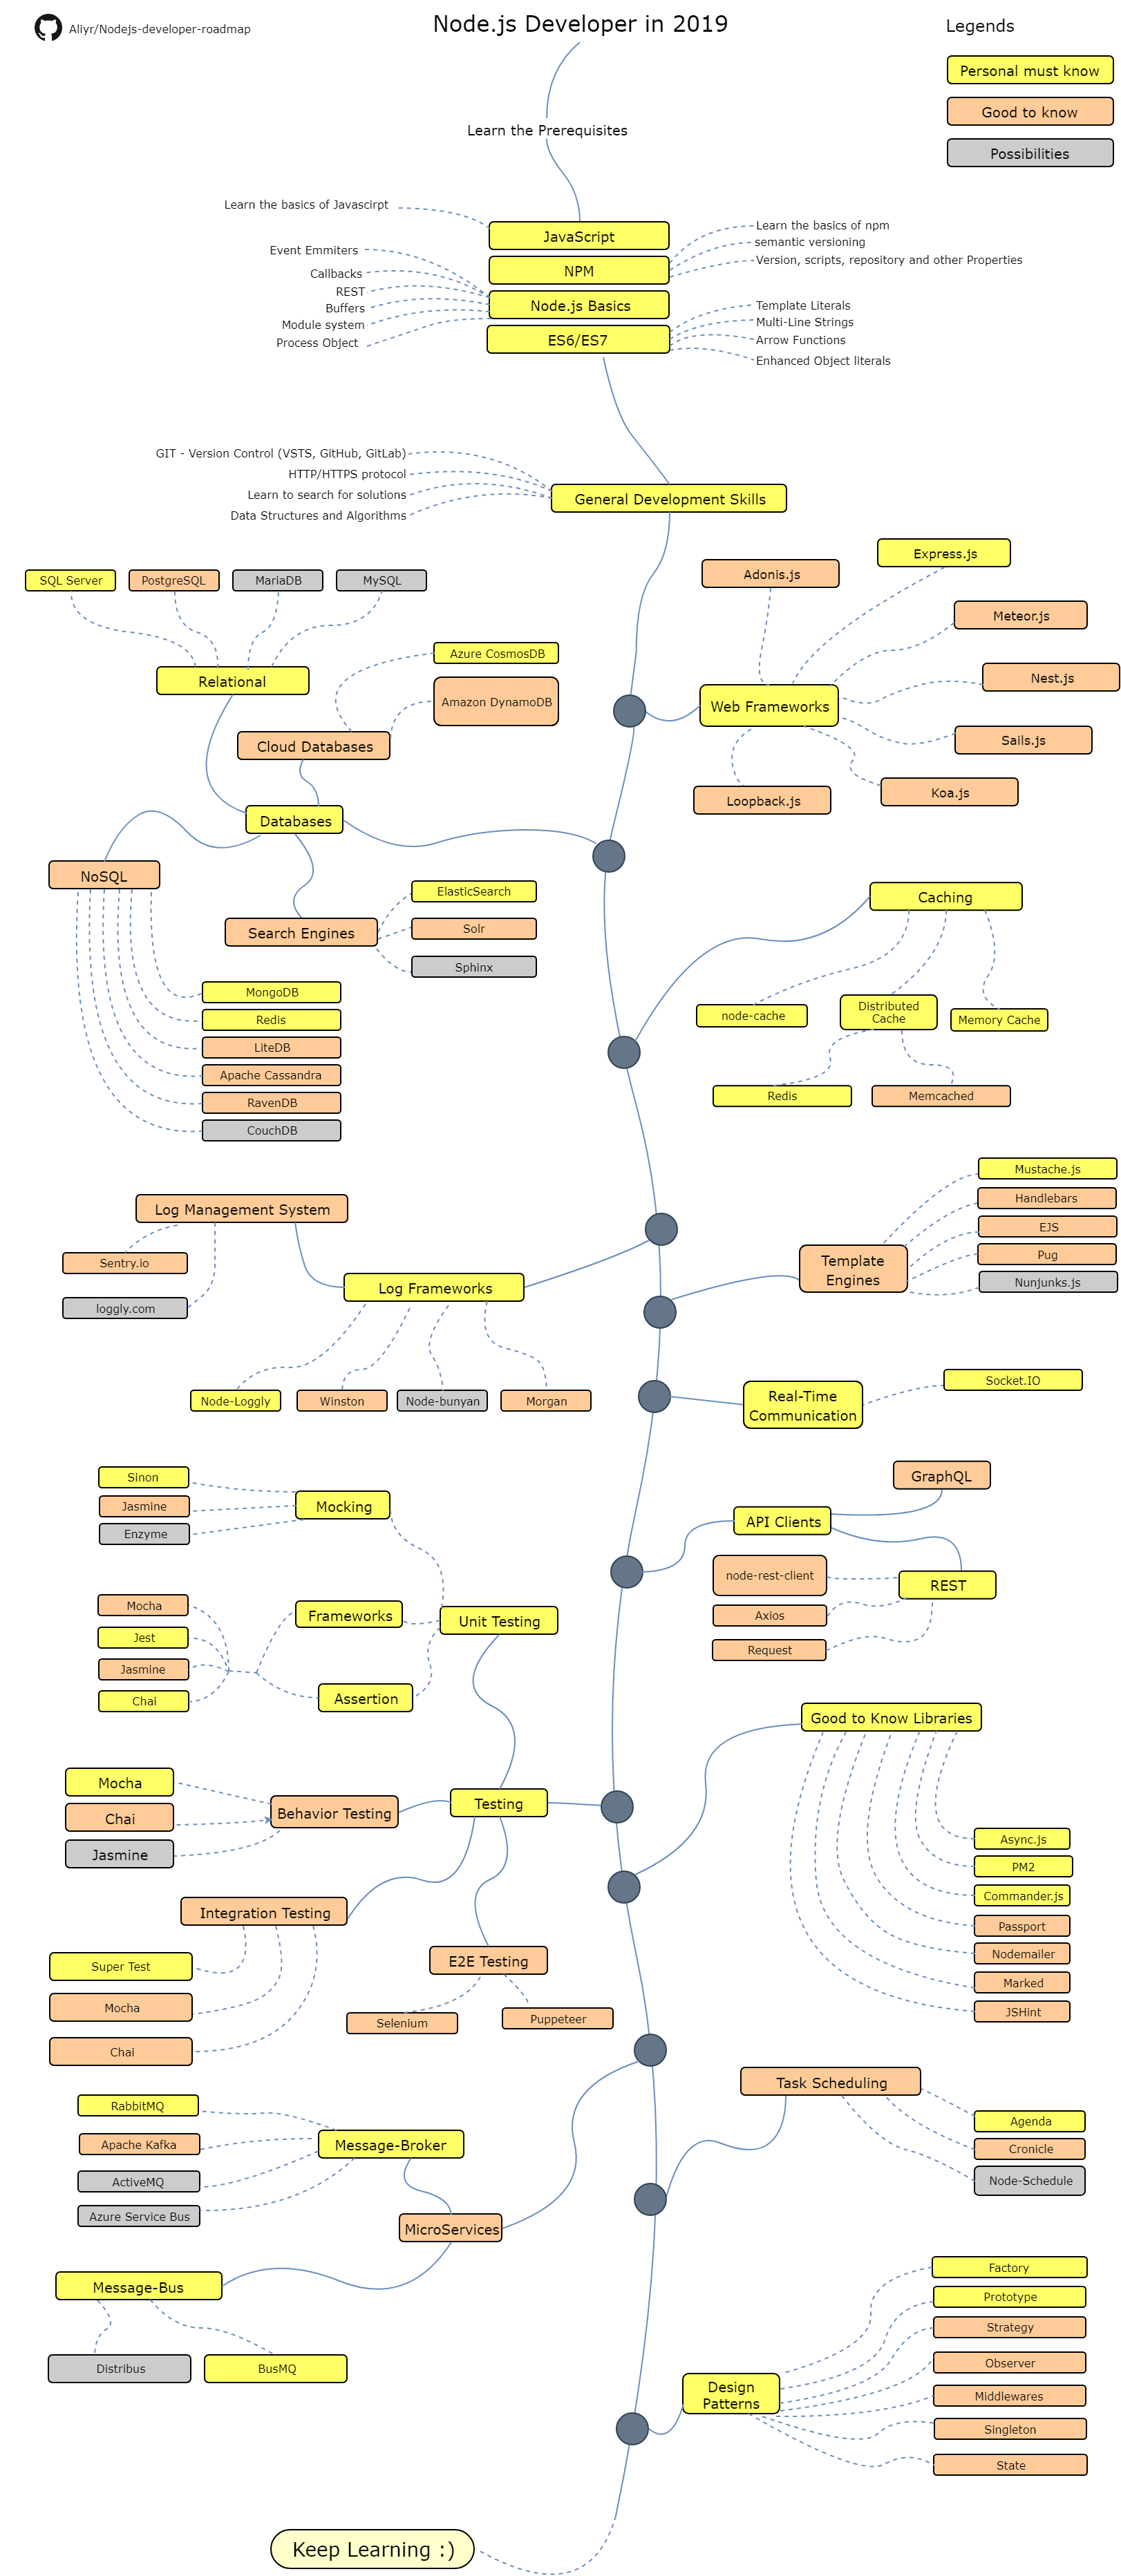 Aliyr/Nodejs-developer-roadmap
Node.js Developer in 2019
Legends
Personal must know
Good to know
Possibilities
Learn the Prerequisites
Learn the basics of Javascirpt
JavaScript
NPM
Node.js Basics
ES6/ES7
Learn the basics of npm
semantic versioning
Version, scripts, repository and other Properties
Event Emmiters
Callbacks
REST
Buffers
Module system
Process Object
Template Literals
Multi-Line Strings
Arrow Functions
Enhanced Object literals
GIT - Version Control (VSTS, GitHub, GitLab)
HTTP/HTTPS protocol
Learn to search for solutions
Data Structures and Algorithms
General Development Skills
Express.js
Adonis.js
Meteor.js
Nest.js
Web Frameworks
Sails.js
Koa.js
Loopback.js
SQL Server
PostgreSQL
MariaDB
MySQL
Relational
Azure CosmosDB
Amazon DynamoDB
Cloud Databases
Databases
NoSQL
Search Engines
ElasticSearch
Solr
Sphinx
MongoDB
Redis
LiteDB
Apache Cassandra
RavenDB
CouchDB
Caching
node-cache
Distributed
Cache
Memory Cache
Redis
Memcached
Log Management System
Sentry.io
loggly.com
Log Frameworks
Node-Loggly
Winston
Node-bunyan
Morgan
Template
Engines
Mustache.js
Handlebars
EJS
Pug
Nunjunks.js
Real-Time
Communication
Socket.IO
GraphQL
API Clients
REST
node-rest-client
Axios
Request
Sinon
Jasmine
Enzyme
Mocking
Mocha
Jest
Jasmine
Chai
Frameworks
Assertion
Unit Testing
Good to Know Libraries
Async.js
PM2
Commander.js
Passport
Nodemailer
Marked
JSHint
Mocha
Chai
Jasmine
Behavior Testing
Testing
Integration Testing
Super Test
Mocha
Chai
E2E Testing
Selenium
Puppeteer
Task Scheduling
Agenda
Cronicle
Node-Schedule
RabbitMQ
Apache Kafka
ActiveMQ
Azure Service Bus
Message-Broker
MicroServices
Message-Bus
Distribus
BusMQ
Design
Patterns
Factory
Prototype
Strategy
Observer
Middlewares
Singleton
State
Keep Learning :)